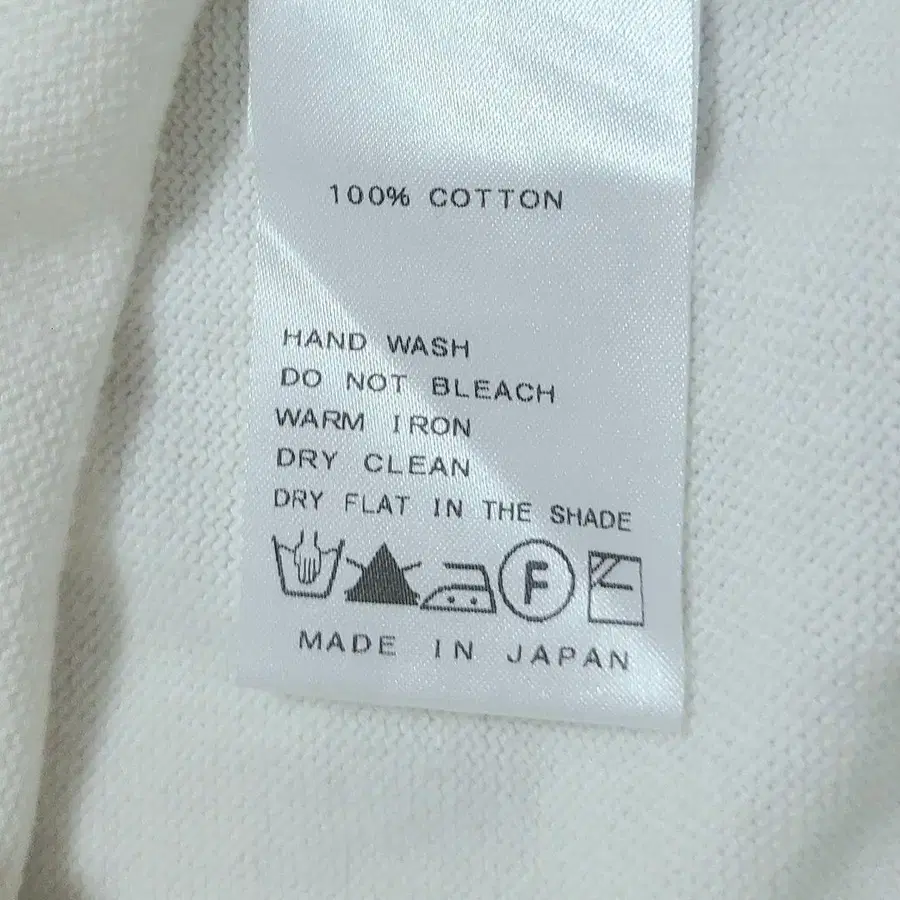 100% COTTON
HAND WASH
DO NOT BLEACH
WARM IRON
DRY CLEAN
DRY FLAT IN THE SHADE
F
MADE IN JAPAN